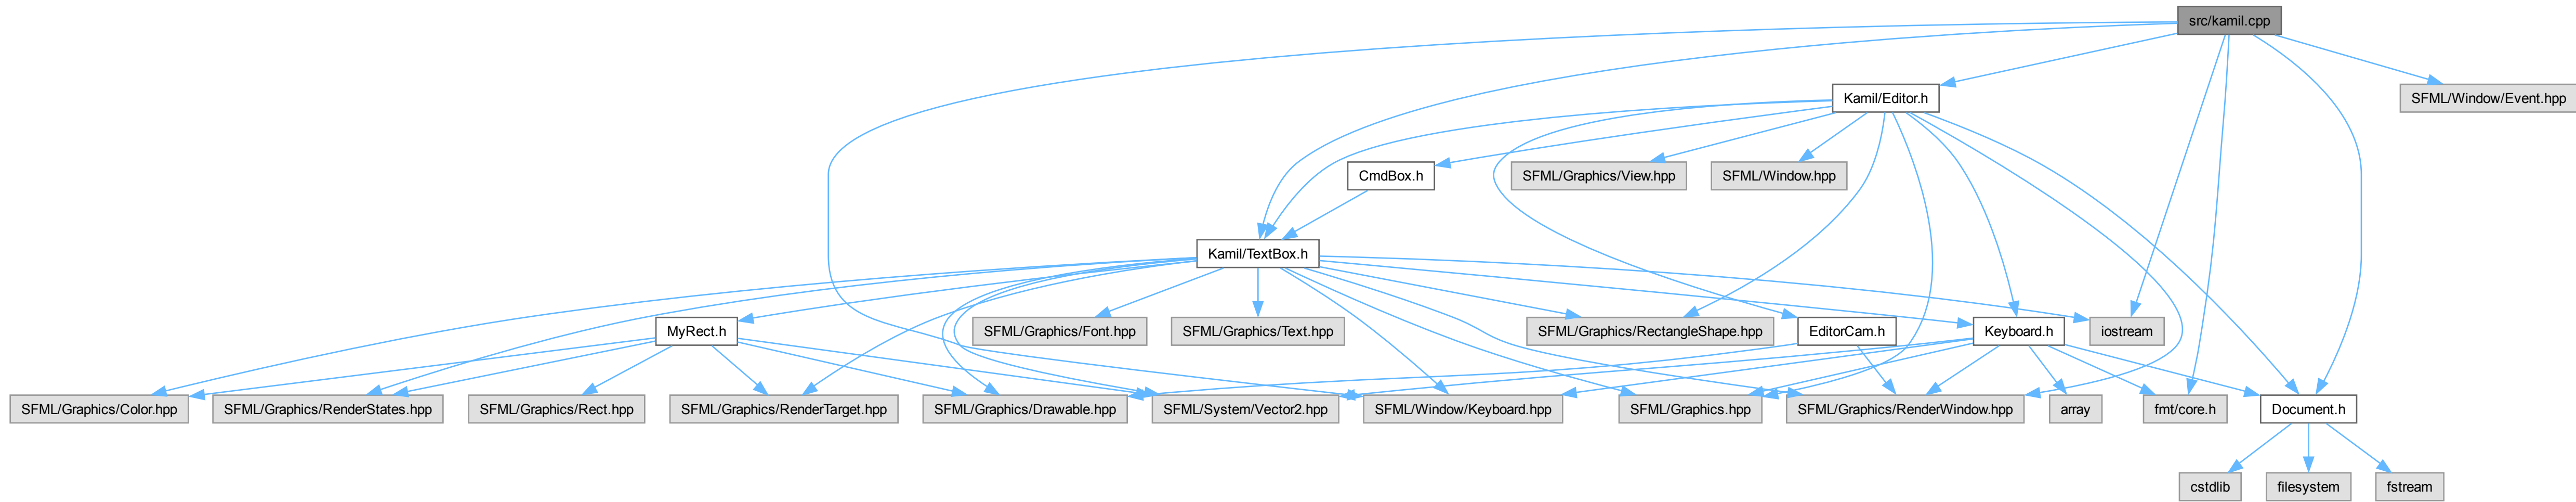 src/kamil.cpp
Kamil/Editor.h
SFML/Window/Event.hpp
CmdBox.h
SFML/Graphics/View.hpp
SFML/Window.hpp
Kamil/TextBox.h
MyRect.h
SFML/Graphics/Font.hpp
SFML/Graphics/Text.hpp
SFML/Graphics/RectangleShape.hpp
EditorCam.h
Keyboard.h
iostream
SFML/Graphics/Color.hpp
SFML/Graphics/RenderStates.hpp
SFML/Graphics/Rect.hpp
SFML/Graphics/RenderTarget.hpp
SFML/Graphics/Drawable.hpp
SFML/System/Vector2.hpp
SFML/Window/Keyboard.hpp
SFML/Graphics.hpp
SFML/Graphics/RenderWindow.hpp
array
fmt/core.h
Document.h
cstdlib
filesystem
fstream